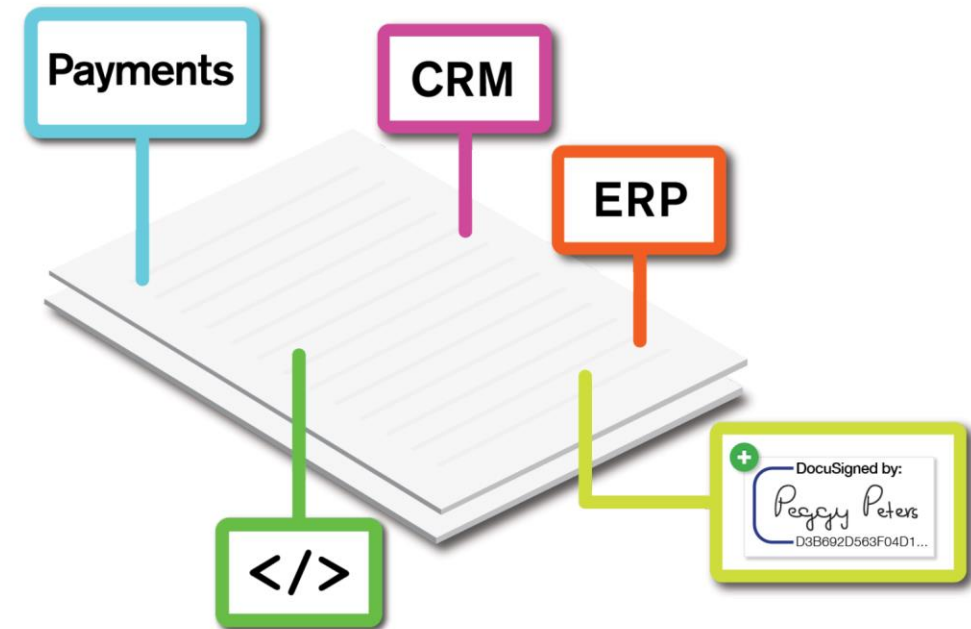 Payments
CRM
ERP
DocuSigned by:
Peggy Peters
D3B692D563F04D1...
</>